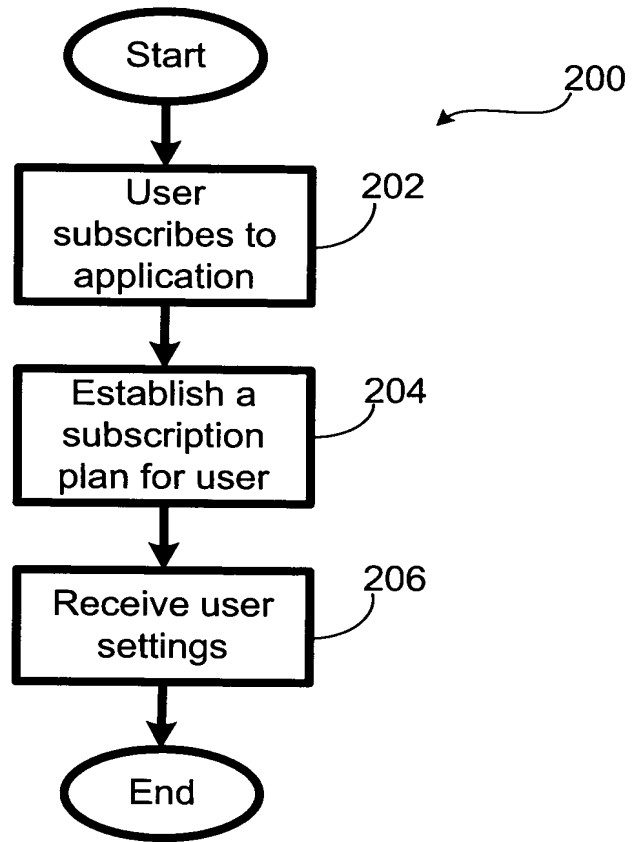 Start
200
User
subscribes to
application
202
Establish a
subscription
plan for user
204
Receive user
settings
206
End